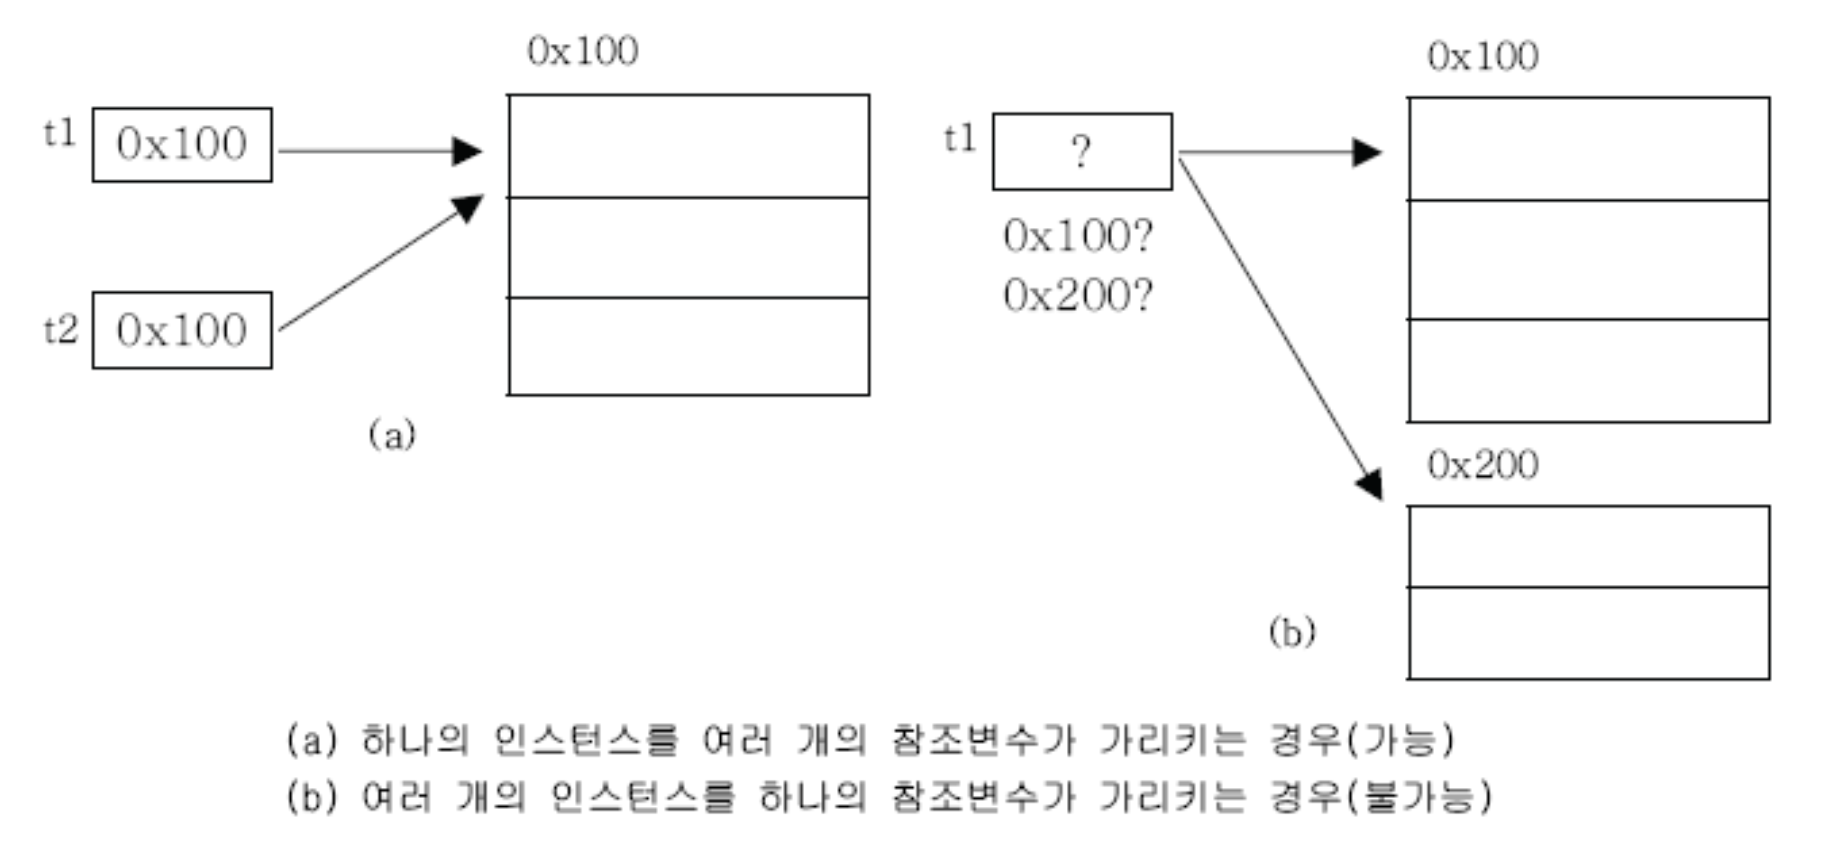 0x100
t1 0x100
t2 0x100
(a)
0x100
t1 ?
0x100?
0x200?
0x200
(b)
(a) 하나의 인스턴스를 여러 개의 참조변수가 가리키는 경우(가능)
(b) 여러 개의 인스턴스를 하나의 참조변수가 가리키는 경우(불가능)